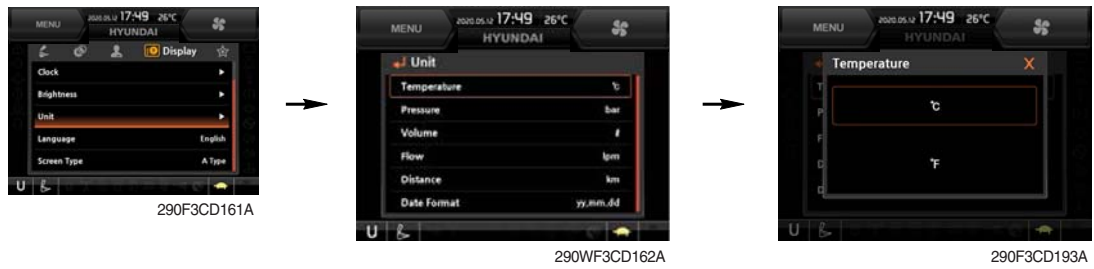 MENU
2020.05.12 17:49 26°C
HYUNDAI
Display
Clock
Brightness
Unit
Language English
Screen Type A Type
U
290F3CD161A
MENU
2020.05.12 17:49 26°C
HYUNDAI
Unit
Temperature ℃
Pressure bar
Volume ℓ
Flow lpm
Distance km
Date Format yy.mm.dd
U
290WF3CD162A
MENU
2020.05.12 17:49 26°C
HYUNDAI
Temperature X
T
P
F
D
D
℃
℉
U
290F3CD193A